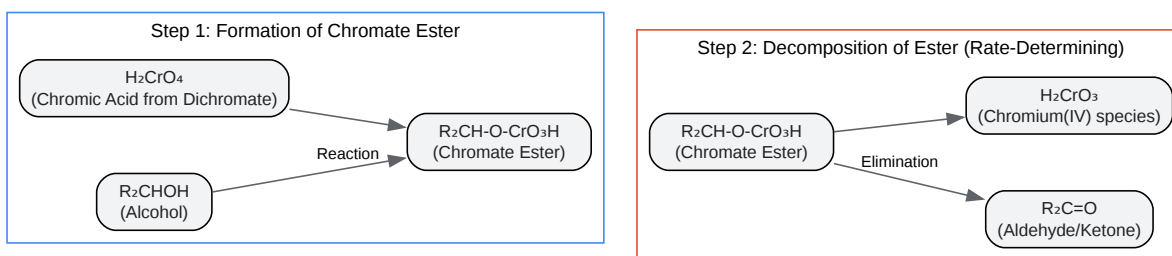 Step 1: Formation of Chromate Ester
H₂CrO₄
(Chromic Acid from Dichromate)
R₂CHOH
(Alcohol)
Reaction
R₂CH-O-CrO₃H
(Chromate Ester)
Step 2: Decomposition of Ester (Rate-Determining)
R₂CH-O-CrO₃H
(Chromate Ester)
Elimination
H₂CrO₃
(Chromium(IV) species)
R₂C=O
(Aldehyde/Ketone)